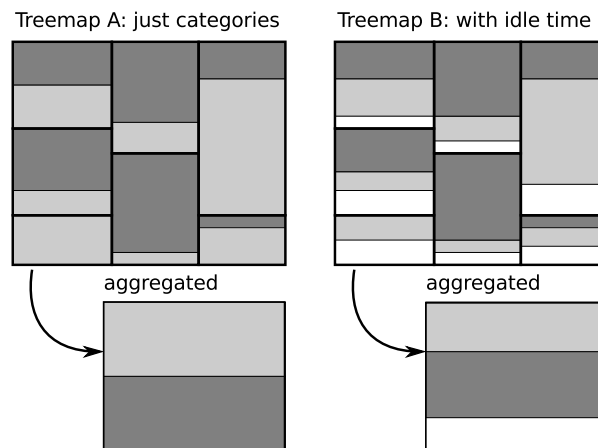 Treemap A: just categories
Treemap B: with idle time
aggregated
aggregated